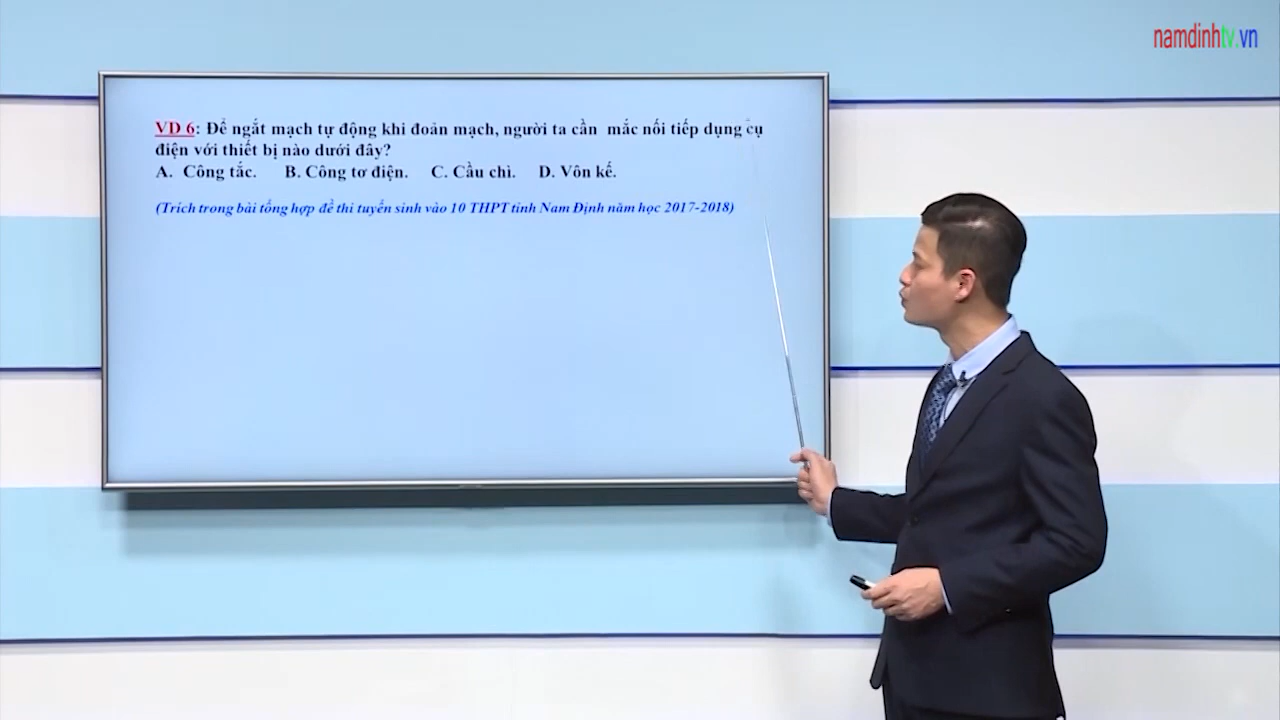 namdinhtv.vn
VD 6: Để ngắt mạch tự động khi đoản mạch, người ta cần mắc nối tiếp dụng cụ
điện với thiết bị nào dưới đây?
A. Công tắc. B. Công tơ điện. C. Cầu chì. D. Vôn kế.
(Trích trong bài tổng hợp đề thi tuyển sinh vào 10 THPT tỉnh Nam Định năm học 2017-2018)